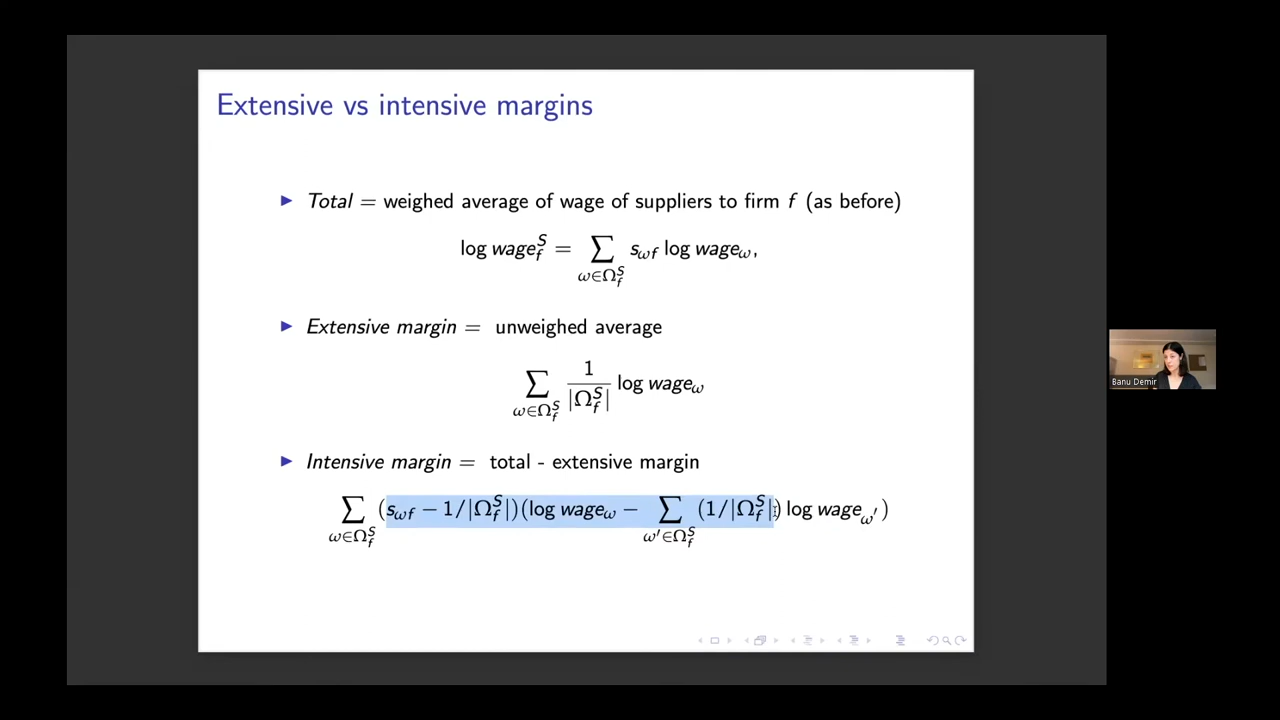 Extensive vs intensive margins
▶ Total = weighed average of wage of suppliers to firm f (as before)
log wage_f^S = ∑_{ω∈Ω_f^S} s_{ωf} log wage_ω,
▶ Extensive margin = unweighed average
∑_{ω∈Ω_f^S} 1/|Ω_f^S| log wage_ω
▶ Intensive margin = total - extensive margin
∑_{ω∈Ω_f^S} (s_{ωf} − 1/|Ω_f^S|)(log wage_ω − ∑_{ω′∈Ω_f^S} (1/|Ω_f^S|) log wage_{ω′})
Banu Demir